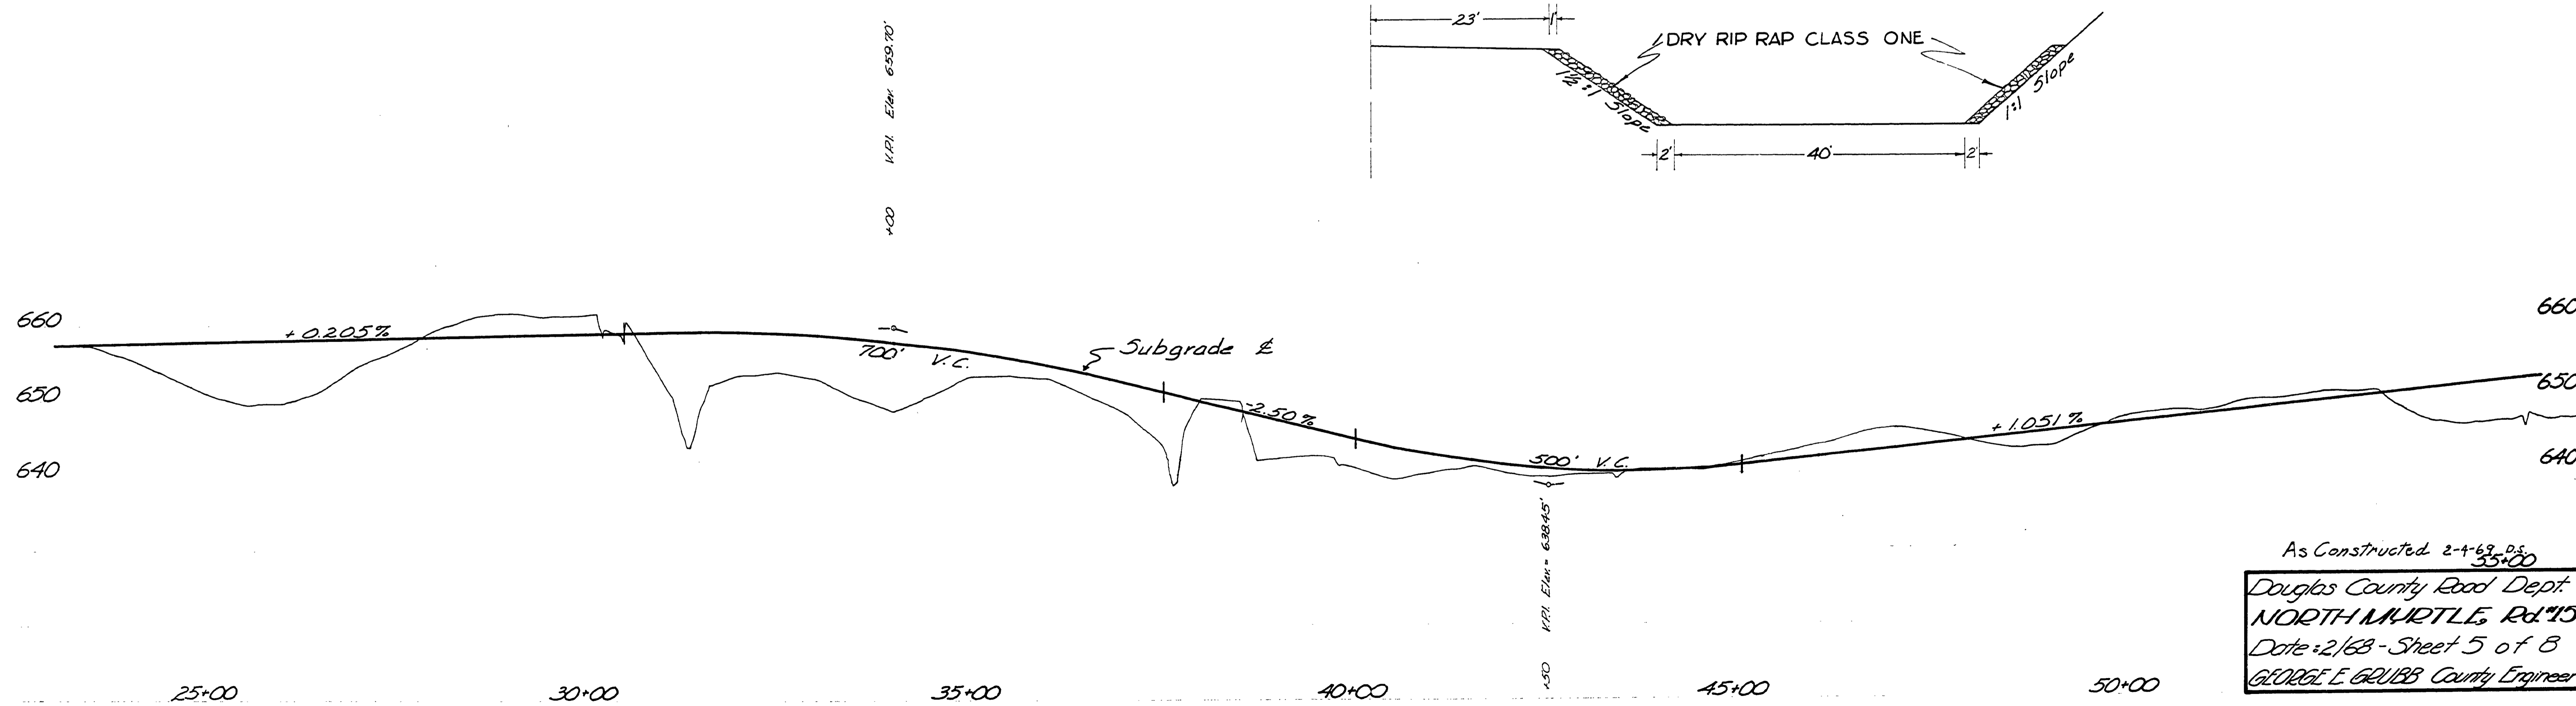 23'
1'
DRY RIP RAP CLASS ONE
1½:1 Slope
1:1 Slope
2'
40'
2'
+00 V.P.I. Elev. 659.70'
660
660
+0.205%
700' V.C.
Subgrade ℄
650
650
-2.50%
+1.051%
640
640
500' V.C.
+50 V.P.I. Elev.= 638.45'
As Constructed 2-4-69 D.S.
55+00
Douglas County Road Dept.
NORTH MYRTLE, Rd.#15
Date:2/68-Sheet 5 of 8
GEORGE E GRUBB County Engineer
25+00
30+00
35+00
40+00
45+00
50+00